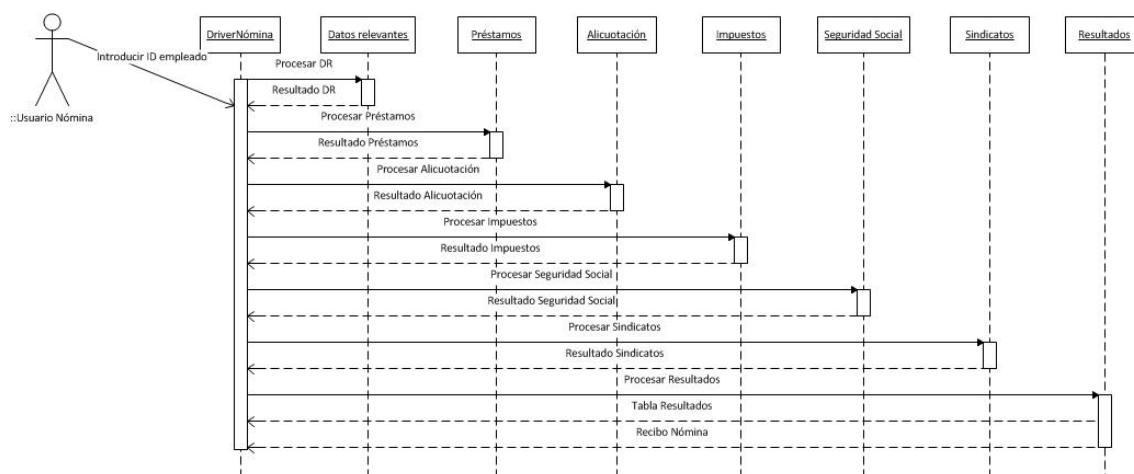 DriverNómina
Datos relevantes
Préstamos
Alicuotación
Impuestos
Seguridad Social
Sindicatos
Resultados
Introducir ID empleado
::Usuario Nómina
Procesar DR
Resultado DR
Procesar Préstamos
Resultado Préstamos
Procesar Alicuotación
Resultado Alicuotación
Procesar Impuestos
Resultado Impuestos
Procesar Seguridad Social
Resultado Seguridad Social
Procesar Sindicatos
Resultado Sindicatos
Procesar Resultados
Tabla Resultados
Recibo Nómina